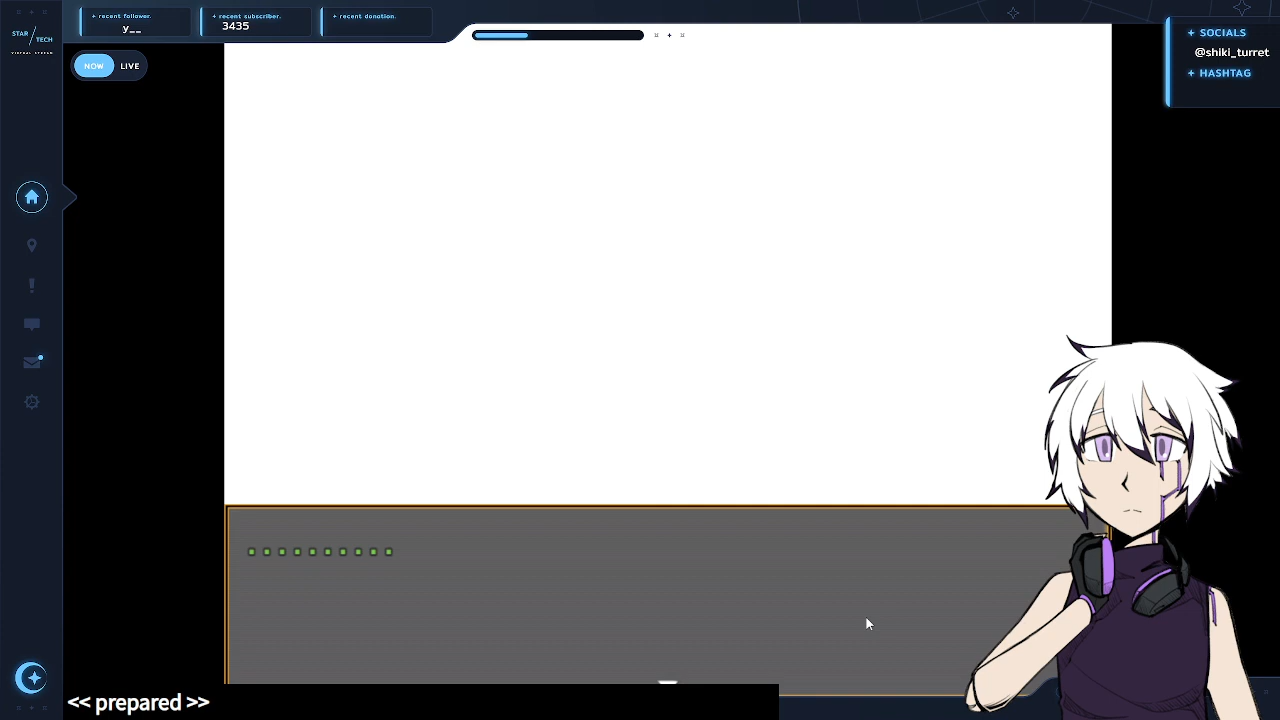 + recent follower.
y__
+ recent subscriber.
3435
+ recent donation.
STAR
TECH
NOW
LIVE
+ SOCIALS
@shiki_turret
+ HASHTAG
..........
<< prepared >>